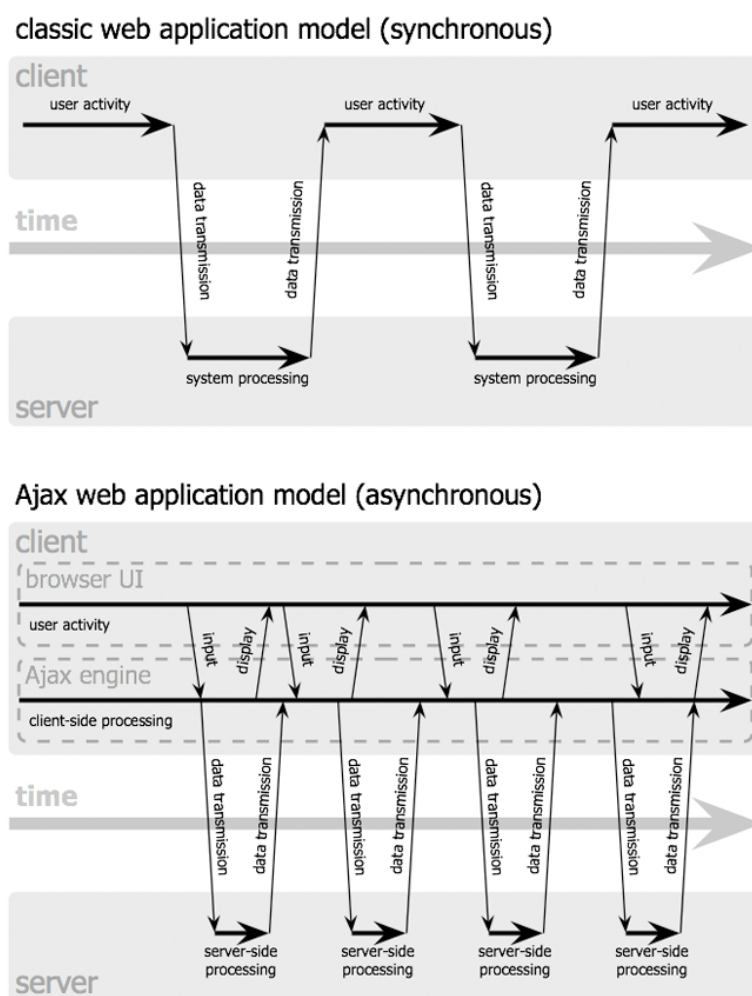 classic web application model (synchronous)
client
user activity
user activity
user activity
data transmission
data transmission
data transmission
data transmission
time
system processing
system processing
server
Ajax web application model (asynchronous)
client
browser UI
user activity
input
display
input
display
input
display
input
display
Ajax engine
client-side processing
data transmission
data transmission
data transmission
data transmission
data transmission
data transmission
data transmission
data transmission
time
server-side
processing
server-side
processing
server-side
processing
server-side
processing
server